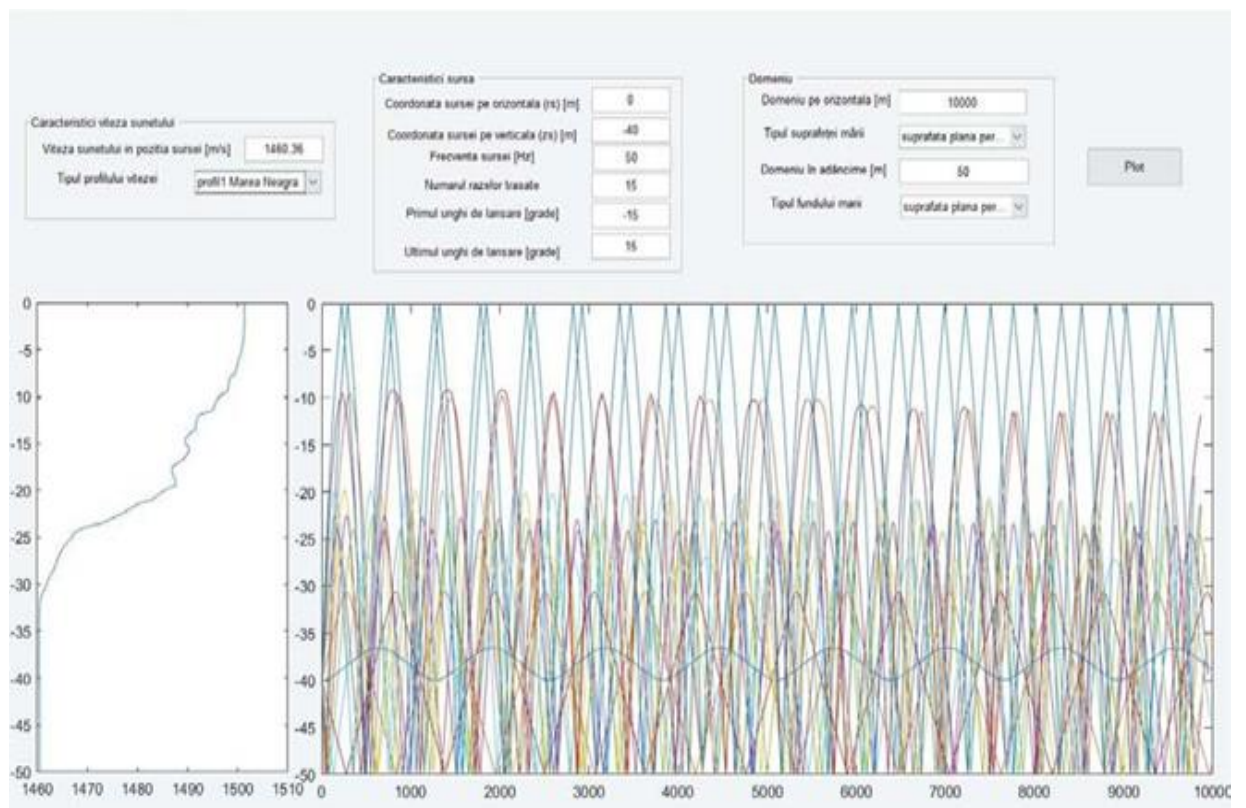 Caracteristici viteza sunetului
Viteza sunetului in pozitia sursei [m/s] 1460.36
Tipul profilului vitezei profil1 Marea Neagra
Caracteristici sursa
Coordonata sursei pe orizontala (rs) [m] 0
Coordonata sursei pe verticala (zs) [m] -40
Frecventa sursei [Hz] 50
Numarul razelor trasate 15
Primul unghi de lansare [grade] -15
Ultimul unghi de lansare [grade] 15
Domeniu
Domeniu pe orizontala [m] 10000
Tipul suprafeței mării suprafata plana per...
Domeniu în adâncime [m] 50
Tipul fundului marii suprafata plana per...
Plot
0
-5
-10
-15
-20
-25
-30
-35
-40
-45
-50
1460 1470 1480 1490 1500 1510
0
-5
-10
-15
-20
-25
-30
-35
-40
-45
-50
0 1000 2000 3000 4000 5000 6000 7000 8000 9000 10000